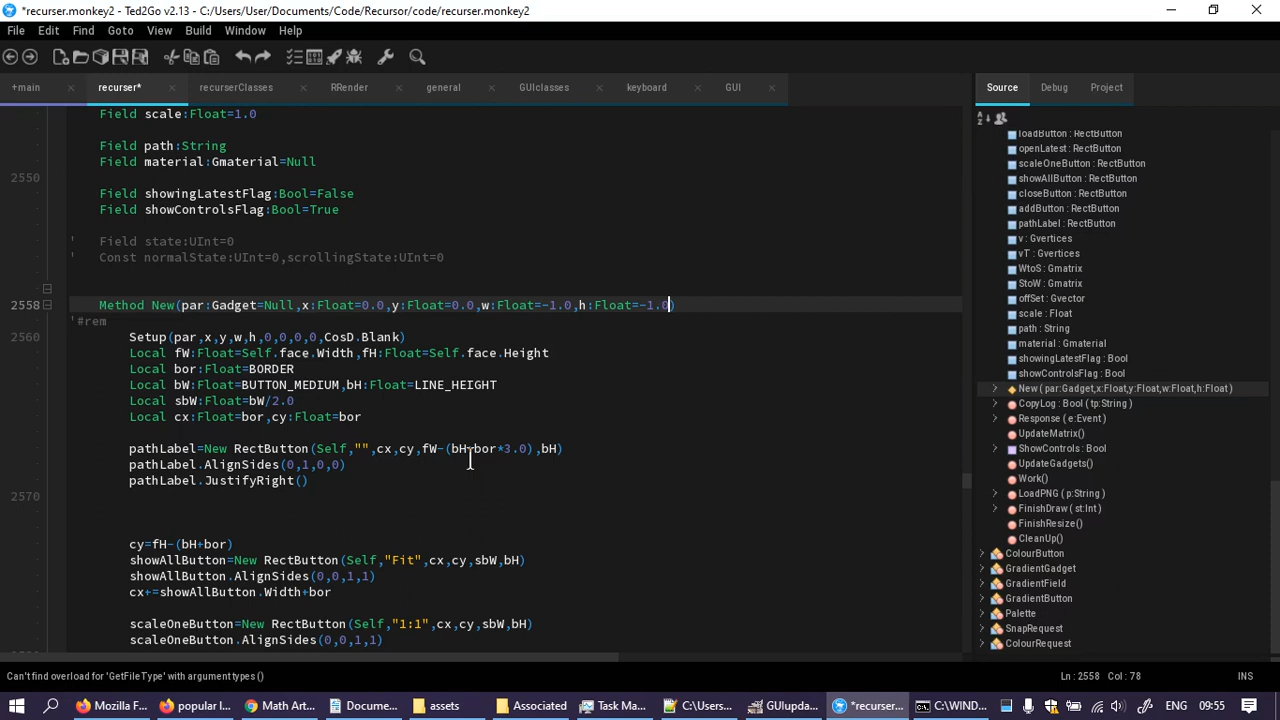 *recurser.monkey2 - Ted2Go v2.13 - C:/Users/User/Documents/Code/Recursor/code/recurser.monkey2
File Edit Find Goto View Build Window Help
+main recurser* recurserClasses RRender general GUIclasses keyboard GUI
Source Debug Project
Field scale:Float=1.0
Field path:String
Field material:Gmaterial=Null
2550
Field showingLatestFlag:Bool=False
Field showControlsFlag:Bool=True
' Field state:UInt=0
' Const normalState:UInt=0,scrollingState:UInt=0
2558 Method New(par:Gadget=Null,x:Float=0.0,y:Float=0.0,w:Float=-1.0,h:Float=-1.0)
'#rem
2560 Setup(par,x,y,w,h,0,0,0,0,CosD.Blank)
Local fW:Float=Self.face.Width,fH:Float=Self.face.Height
Local bor:Float=BORDER
Local bW:Float=BUTTON_MEDIUM,bH:Float=LINE_HEIGHT
Local sbW:Float=bW/2.0
Local cx:Float=bor,cy:Float=bor
pathLabel=New RectButton(Self,"",cx,cy,fW-(bH+bor*3.0),bH)
pathLabel.AlignSides(0,1,0,0)
pathLabel.JustifyRight()
2570
cy=fH-(bH+bor)
showAllButton=New RectButton(Self,"Fit",cx,cy,sbW,bH)
showAllButton.AlignSides(0,0,1,1)
cx+=showAllButton.Width+bor
scaleOneButton=New RectButton(Self,"1:1",cx,cy,sbW,bH)
scaleOneButton.AlignSides(0,0,1,1)
loadButton : RectButton
openLatest : RectButton
scaleOneButton : RectButton
showAllButton : RectButton
closeButton : RectButton
addButton : RectButton
pathLabel : RectButton
v : Gvertices
vT : Gvertices
WtoS : Gmatrix
StoW : Gmatrix
offSet : Gvector
scale : Float
path : String
material : Gmaterial
showingLatestFlag : Bool
showControlsFlag : Bool
New ( par:Gadget,x:Float,y:Float,w:Float,h:Float )
CopyLog : Bool ( tp:String )
Response ( e:Event )
UpdateMatrix()
ShowControls : Bool
UpdateGadgets()
Work()
LoadPNG ( p:String )
FinishDraw ( st:Int )
FinishResize()
CleanUp()
ColourButton
GradientGadget
GradientField
GradientButton
Palette
SnapRequest
ColourRequest
Can't find overload for 'GetFileType' with argument types () Ln : 2558 Col : 78 INS
Mozilla F... popular l... Math Art... Docume... assets Associated Task Ma... C:\Users... GUIupda... *recurser... C:\WIND... ENG 09:55